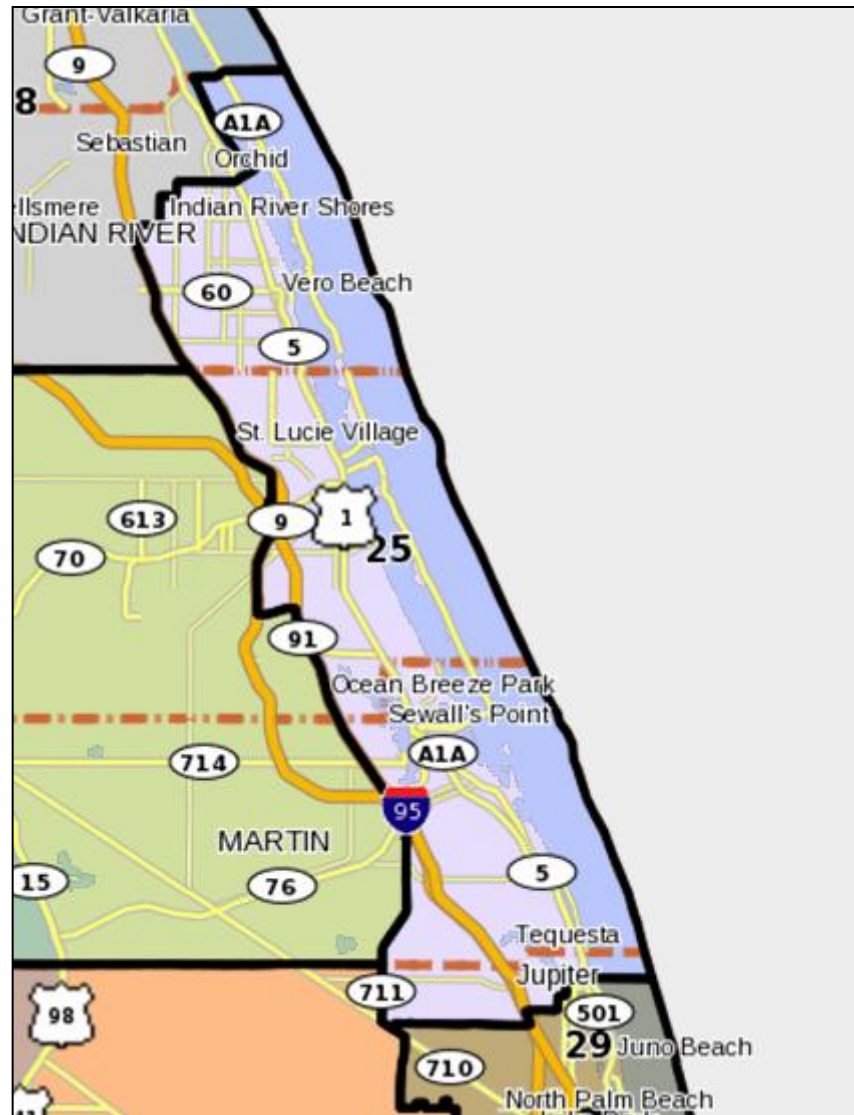 Grant-Valkaria
9
8
A1A
Sebastian
Orchid
ellsmere
Indian River Shores
NDIAN RIVER
Vero Beach
60
5
St. Lucie Village
613
9
1
70
25
91
Ocean Breeze Park
Sewall's Point
714
A1A
95
MARTIN
15
76
5
Tequesta
Jupiter
711
98
501
29
Juno Beach
710
North Palm Beach